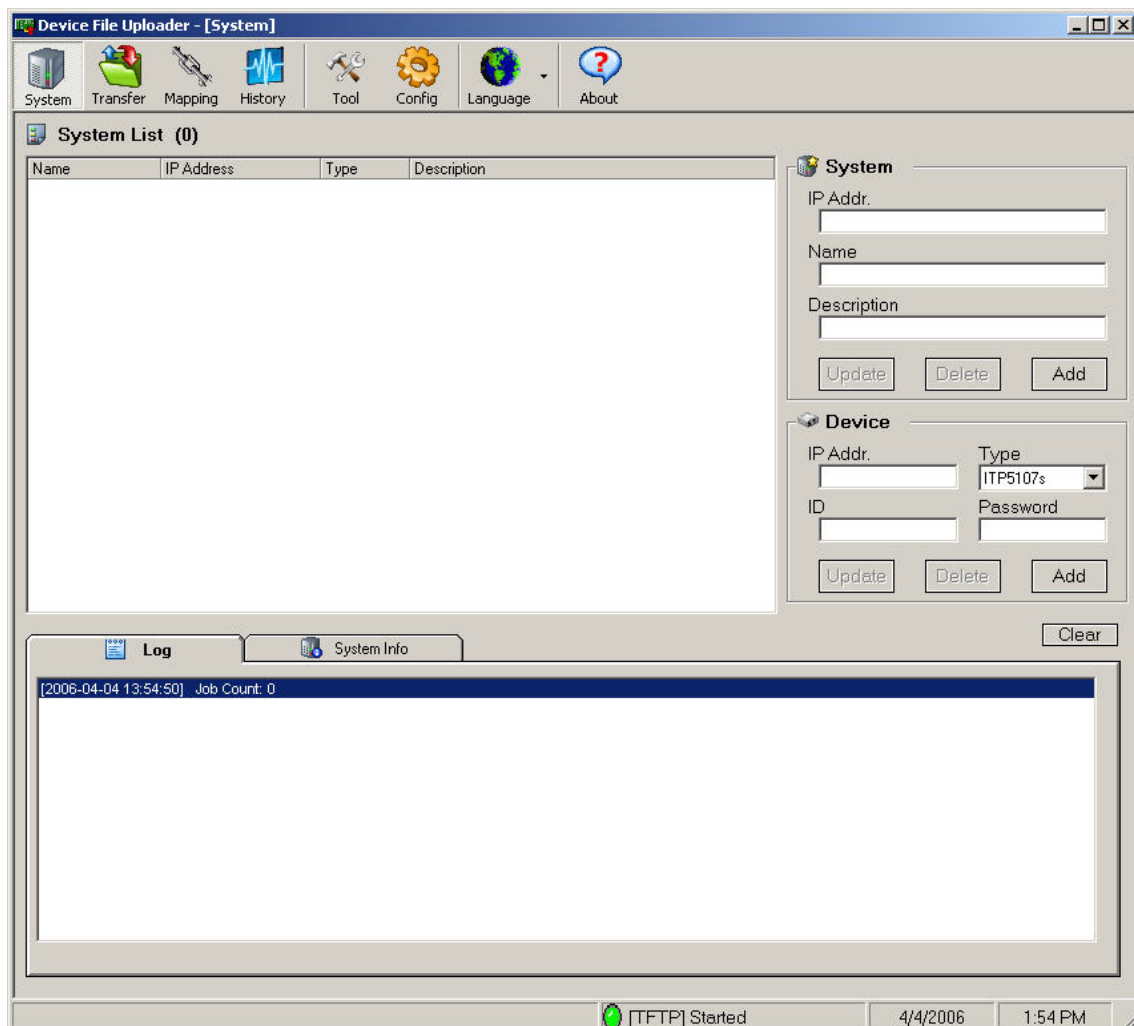 Device File Uploader - [System]
System Transfer Mapping History Tool Config Language About
System List (0)
Name IP Address Type Description
System
IP Addr.
Name
Description
Update Delete Add
Device
IP Addr. Type
ITP5107s
ID Password
Update Delete Add
Clear
Log System Info
[2006-04-04 13:54:50] Job Count: 0
[TFTP] Started 4/4/2006 1:54 PM